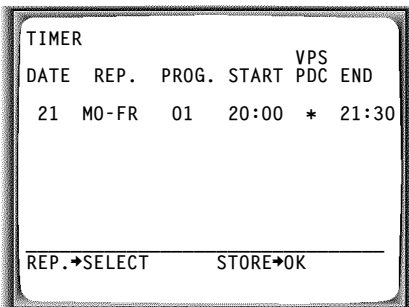 TIMER
VPS
DATE REP. PROG. START PDC END
21 MO-FR 01 20:00 * 21:30
REP.➜SELECT STORE➜OK